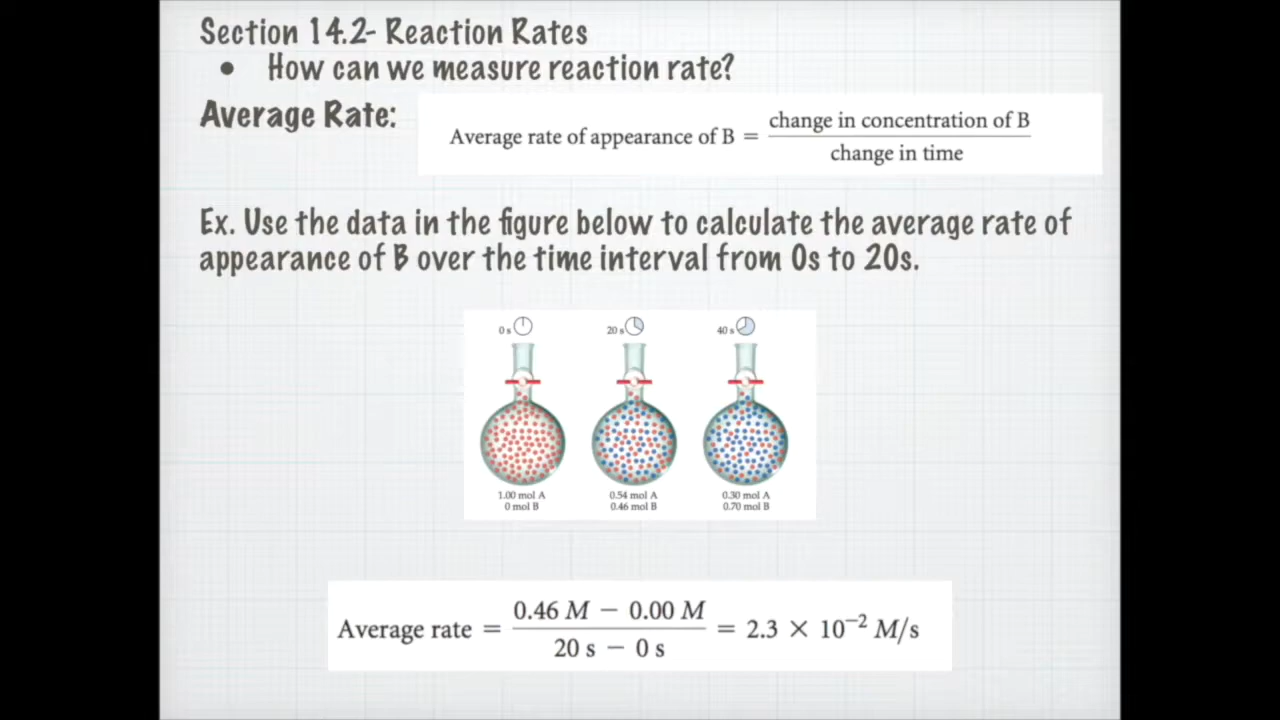 Section 14.2- Reaction Rates
• How can we measure reaction rate?
Average Rate:
Average rate of appearance of B = change in concentration of B / change in time
Ex. Use the data in the figure below to calculate the average rate of
appearance of B over the time interval from 0s to 20s.
0 s 20 s 40 s
1.00 mol A 0.54 mol A 0.30 mol A
0 mol B 0.46 mol B 0.70 mol B
Average rate = 0.46 M − 0.00 M / 20 s − 0 s = 2.3 × 10⁻² M/s